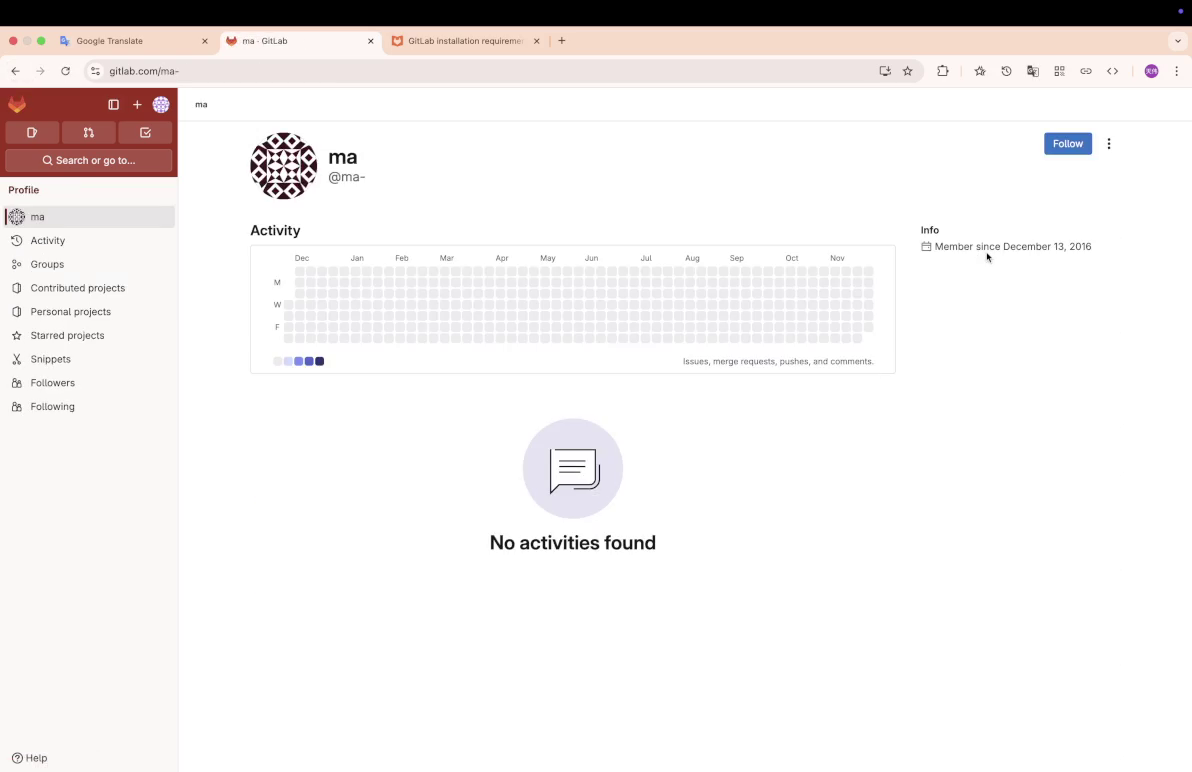 Google Translate
ma · GitLab
GitLab installation requireme
gitlab.com/ma-
ma
Search or go to...
Profile
ma
Activity
Groups
Contributed projects
Personal projects
Starred projects
Snippets
Followers
Following
Help
ma
@ma-
Follow
Activity
Dec Jan Feb Mar Apr May Jun Jul Aug Sep Oct Nov
M
W
F
Issues, merge requests, pushes, and comments.
Info
Member since December 13, 2016
No activities found